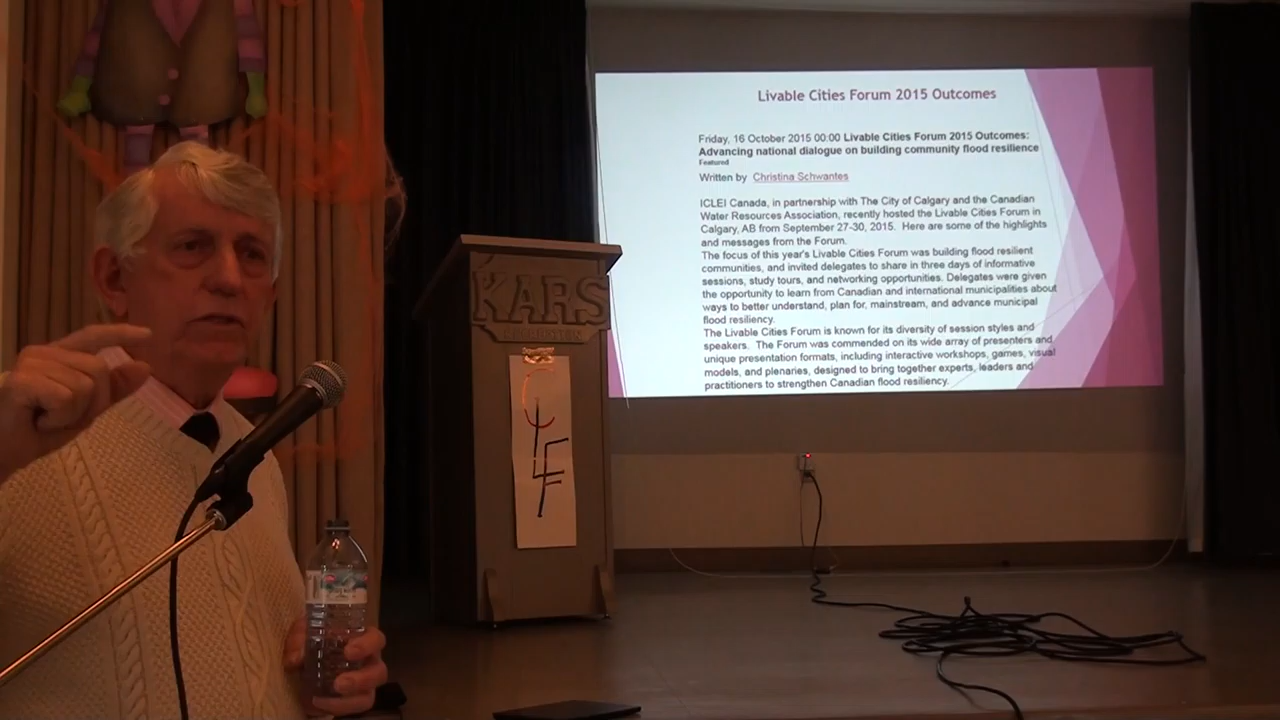 KARS
Livable Cities Forum 2015 Outcomes
Friday, 16 October 2015 00:00 Livable Cities Forum 2015 Outcomes:
Advancing national dialogue on building community flood resilience
Featured
Written by Christina Schwantes
ICLEI Canada, in partnership with The City of Calgary and the Canadian
Water Resources Association, recently hosted the Livable Cities Forum in
Calgary, AB from September 27-30, 2015. Here are some of the highlights
and messages from the Forum.
The focus of this year's Livable Cities Forum was building flood resilient
communities, and invited delegates to share in three days of informative
sessions, study tours, and networking opportunities. Delegates were given
the opportunity to learn from Canadian and international municipalities about
ways to better understand, plan for, mainstream, and advance municipal
flood resiliency.
The Livable Cities Forum is known for its diversity of session styles and
speakers. The Forum was commended on its wide array of presenters and
unique presentation formats, including interactive workshops, games, visual
models, and plenaries, designed to bring together experts, leaders and
practitioners to strengthen Canadian flood resiliency.